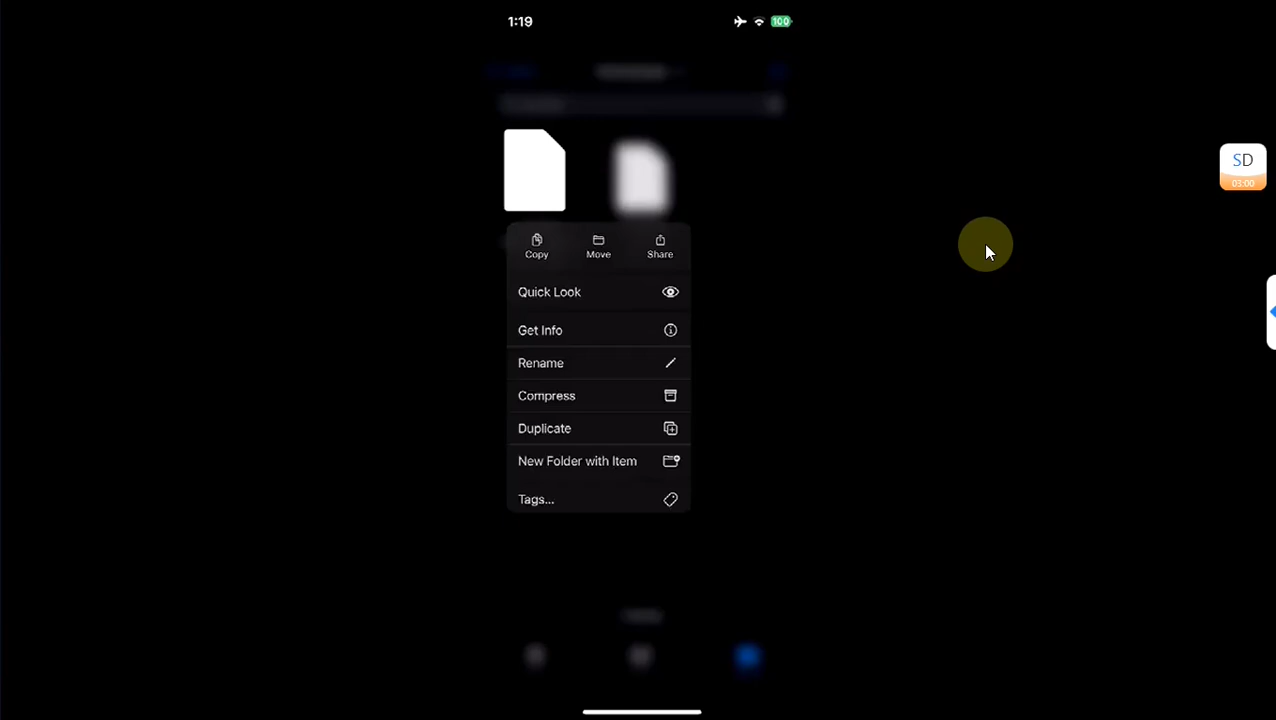 1:19
100
SD
03:00
Copy Move Share
Quick Look
Get Info
Rename
Compress
Duplicate
New Folder with Item
Tags...